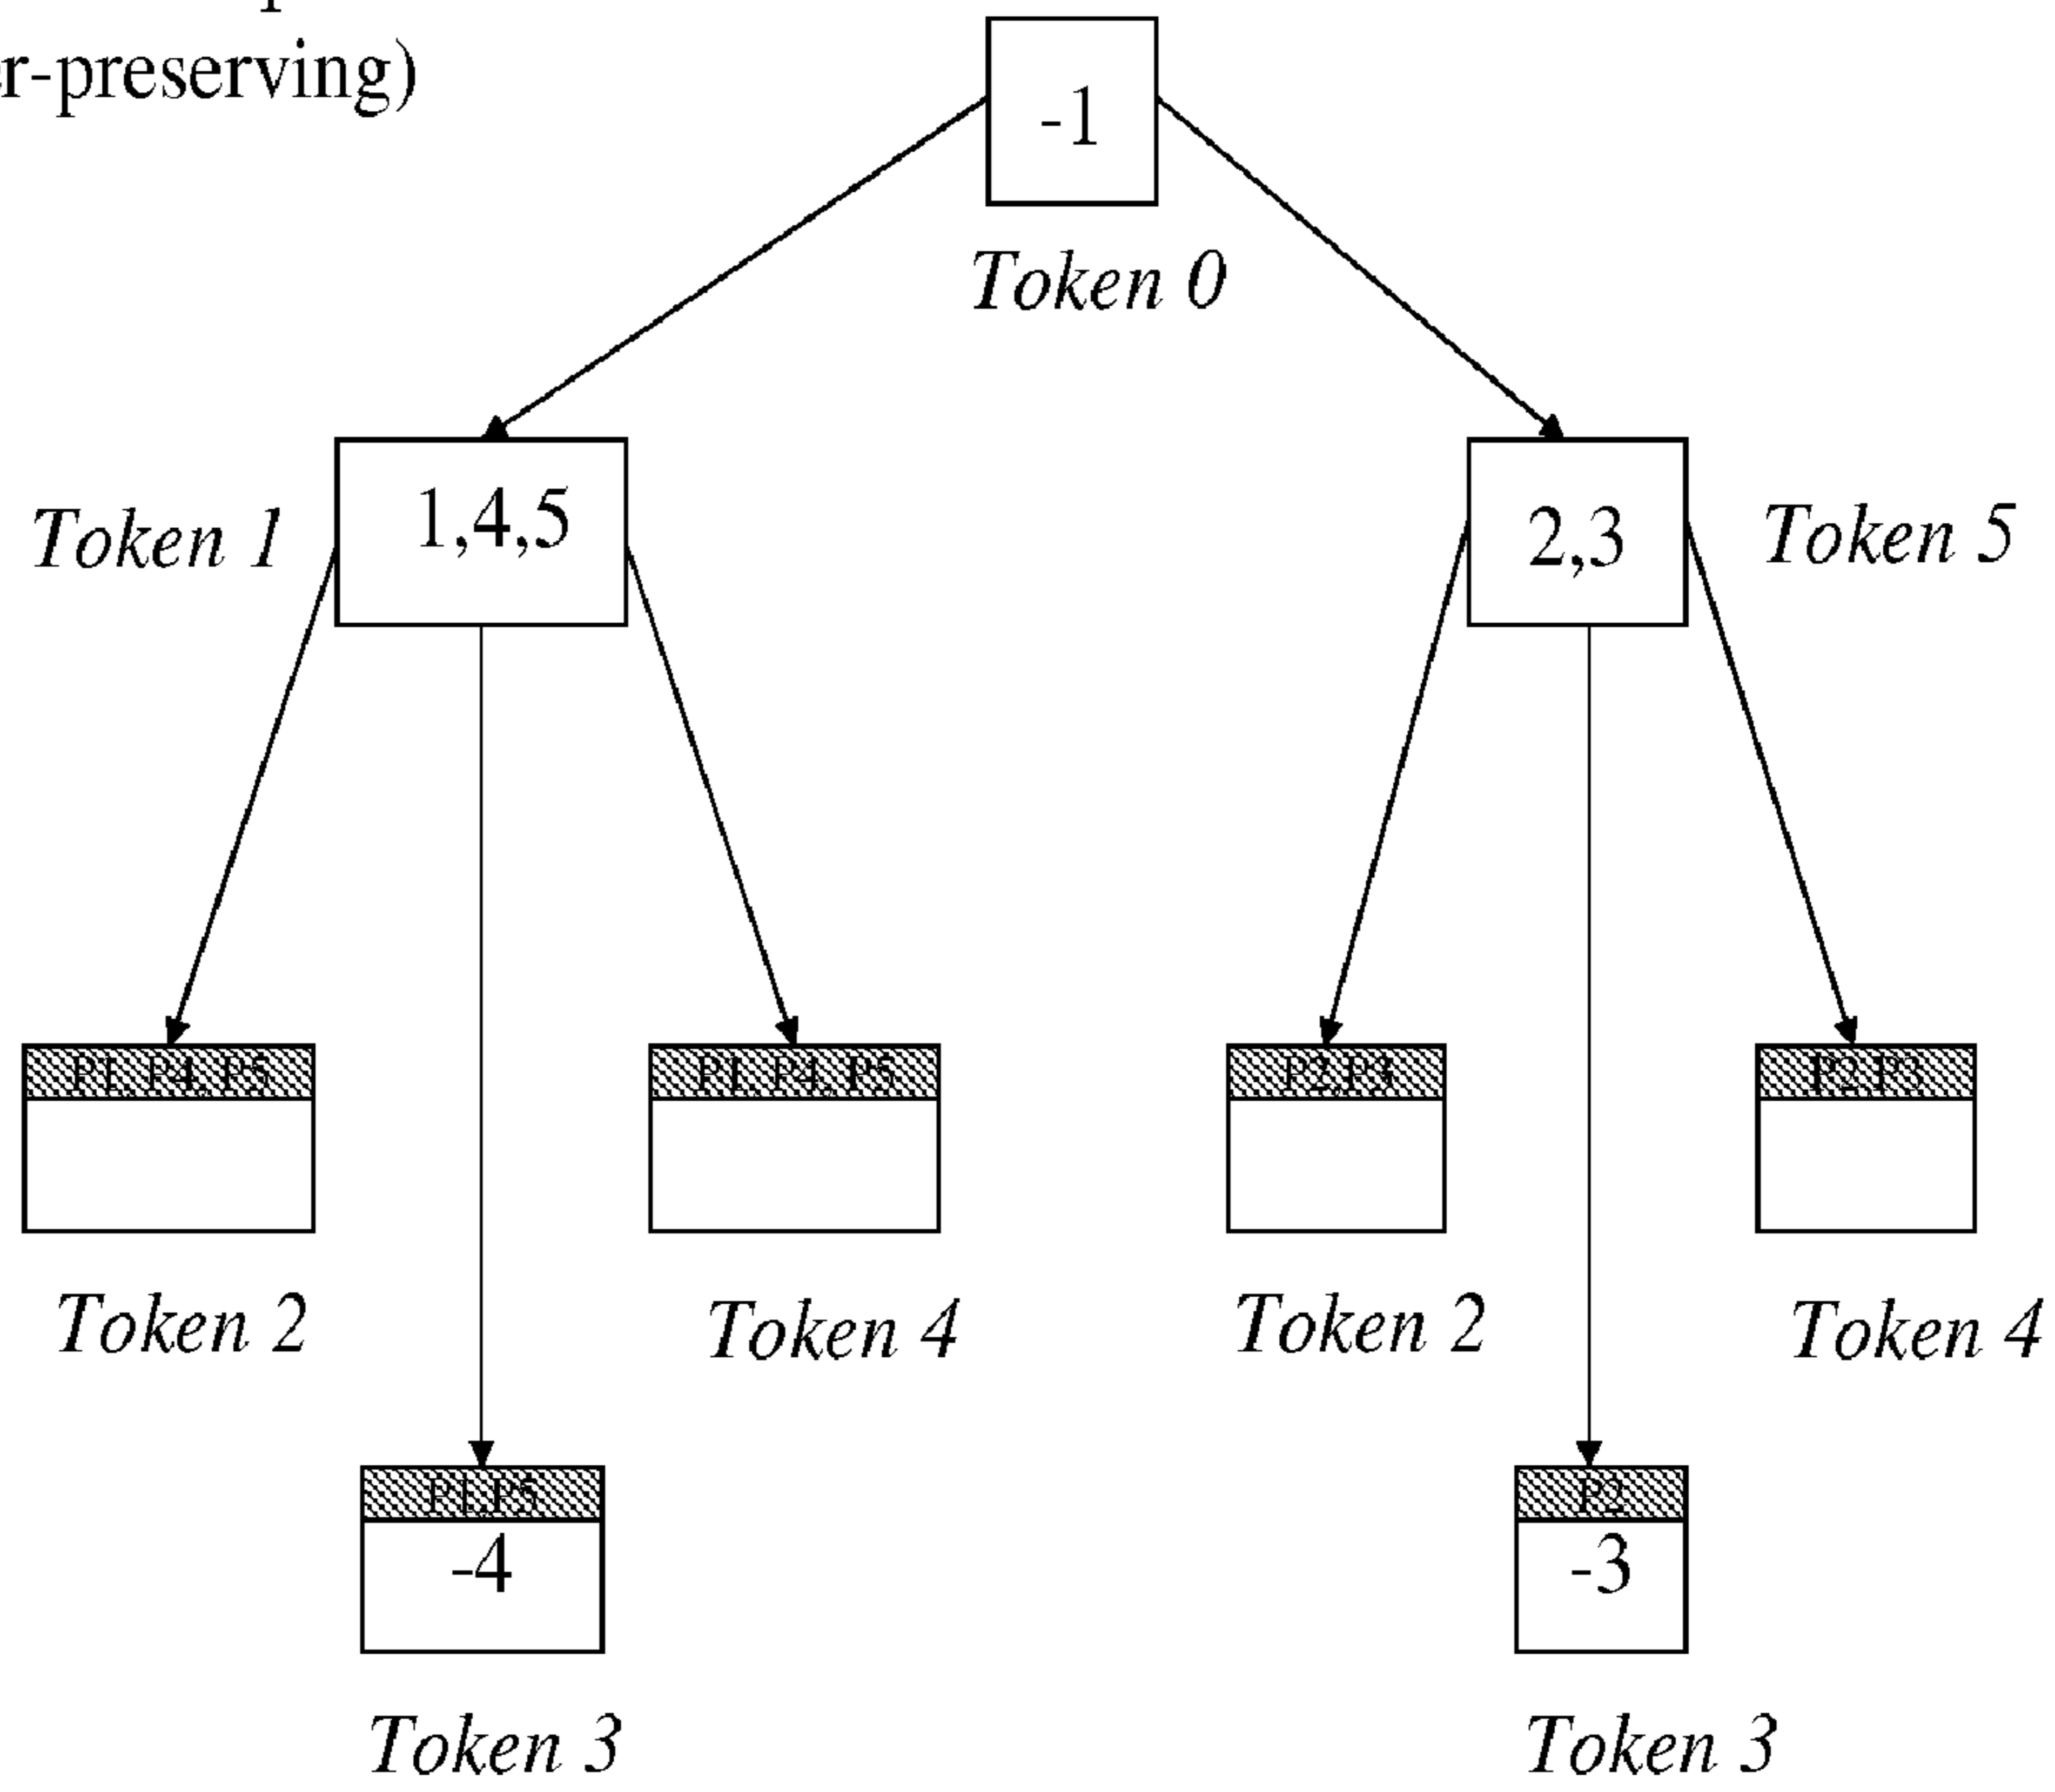 r-preserving)
-1
Token 0
Token 1
1,4,5
2,3
Token 5
P1, P4, P5
P1, P4, P5
P2,P3
P2,P3
Token 2
Token 4
Token 2
Token 4
P1,P5
P2
-4
-3
Token 3
Token 3